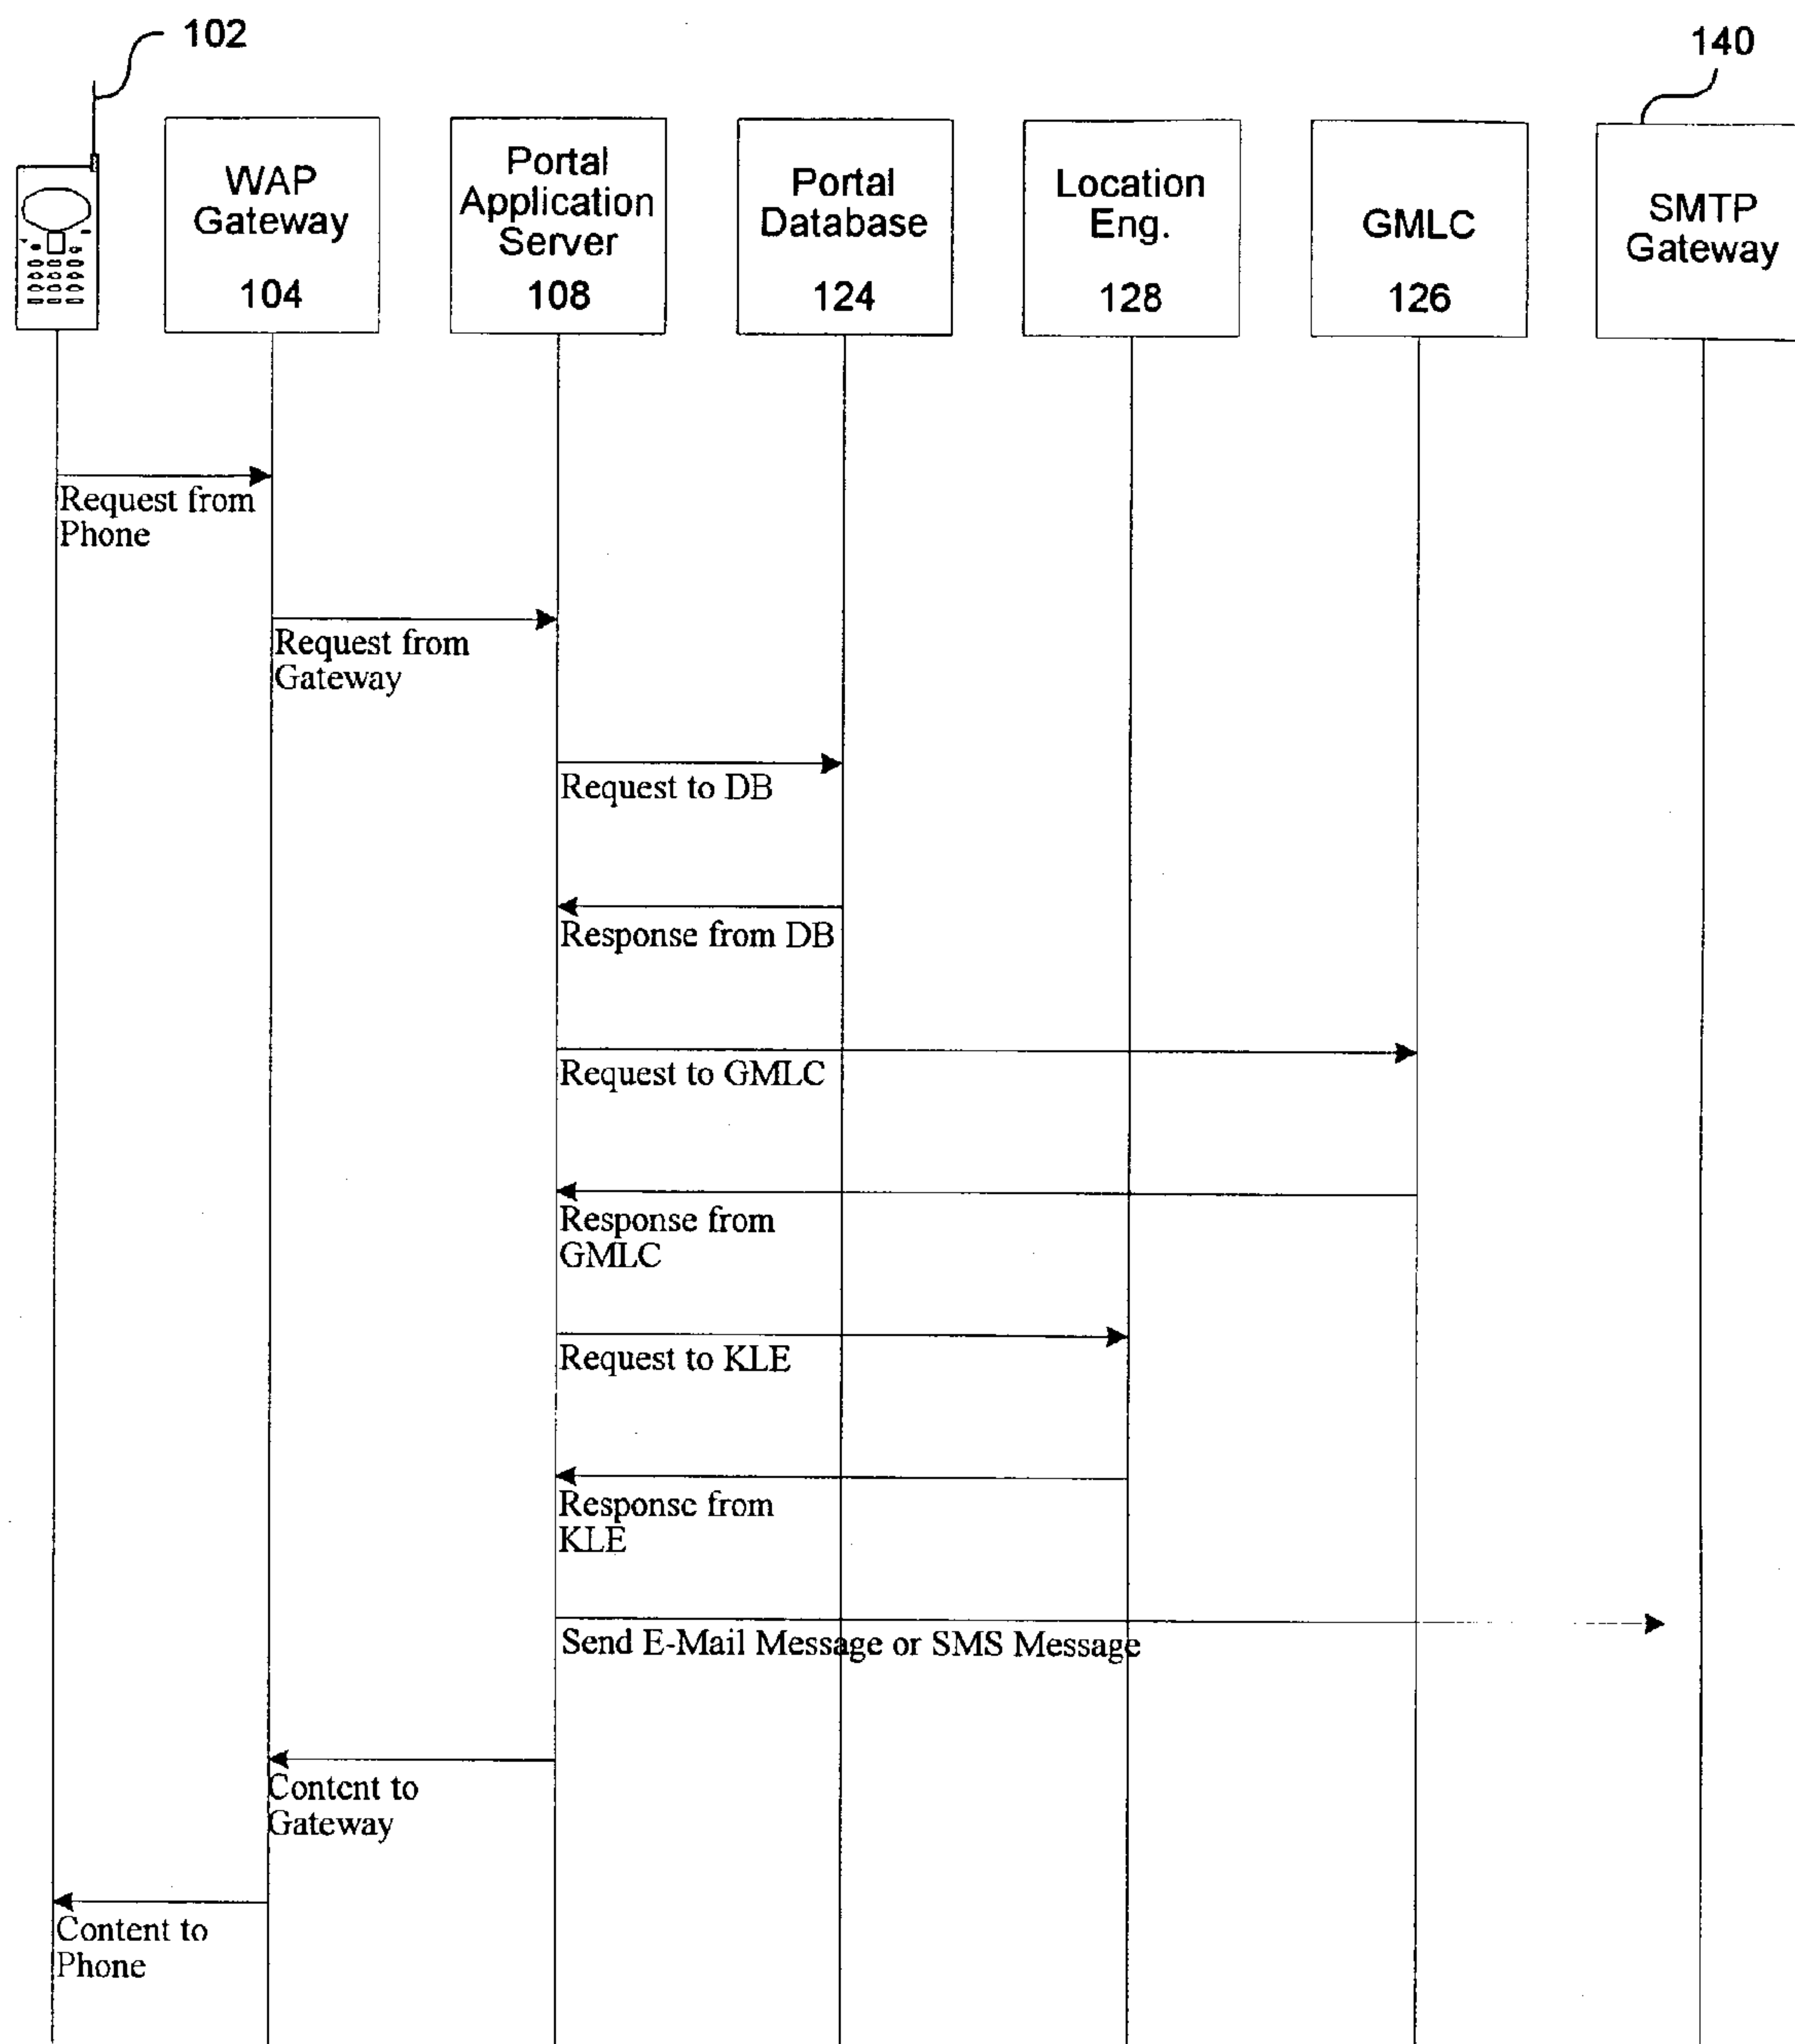 102
140
WAP
Gateway
104
Portal
Application
Server
108
Portal
Database
124
Location
Eng.
128
GMLC
126
SMTP
Gateway
Request from
Phone
Request from
Gateway
Request to DB
Response from DB
Request to GMLC
Response from
GMLC
Request to KLE
Response from
KLE
Send E-Mail Message or SMS Message
Content to
Gateway
Content to
Phone